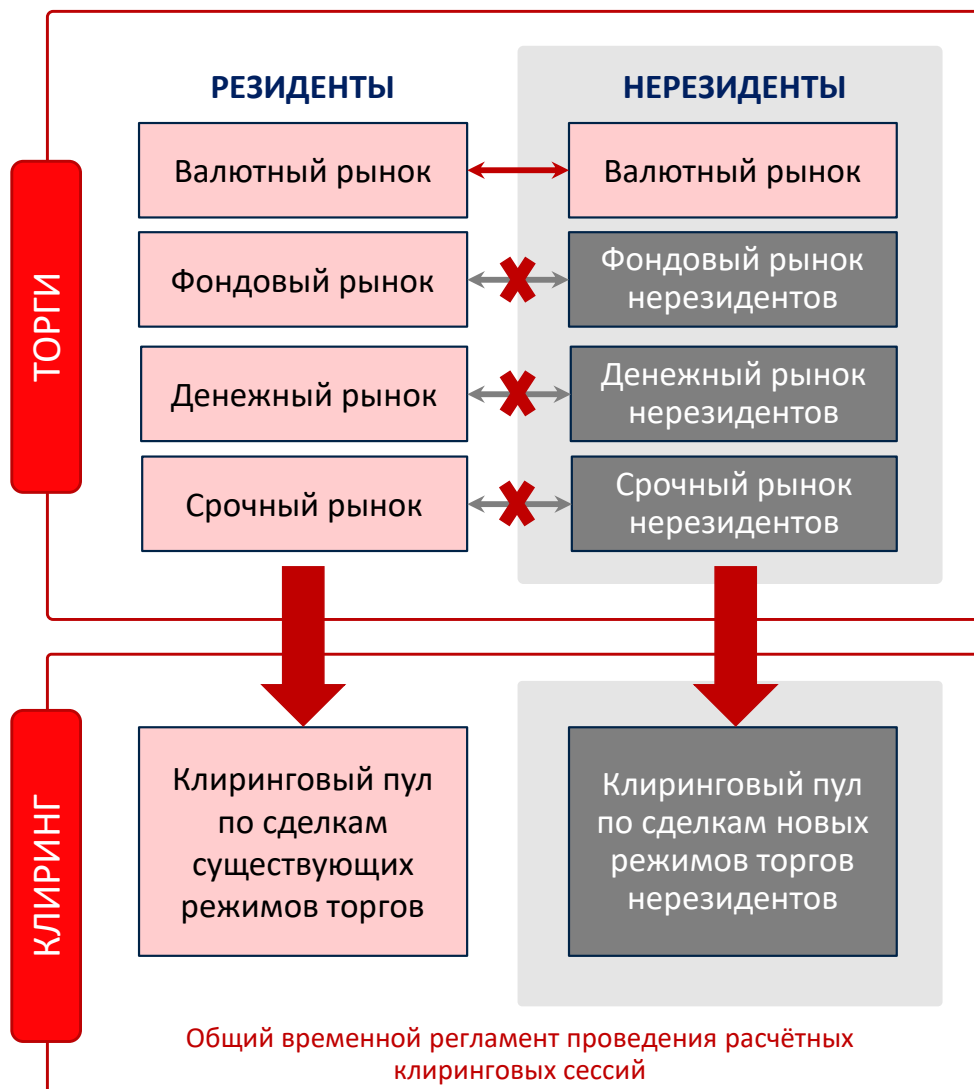 РЕЗИДЕНТЫ
НЕРЕЗИДЕНТЫ
ТОРГИ
Валютный рынок
Валютный рынок
Фондовый рынок
Фондовый рынок
нерезидентов
Денежный рынок
Денежный рынок
нерезидентов
Срочный рынок
Срочный рынок
нерезидентов
КЛИРИНГ
Клиринговый пул
по сделкам
существующих
режимов торгов
Клиринговый пул
по сделкам новых
режимов торгов
нерезидентов
Общий временной регламент проведения расчётных
клиринговых сессий